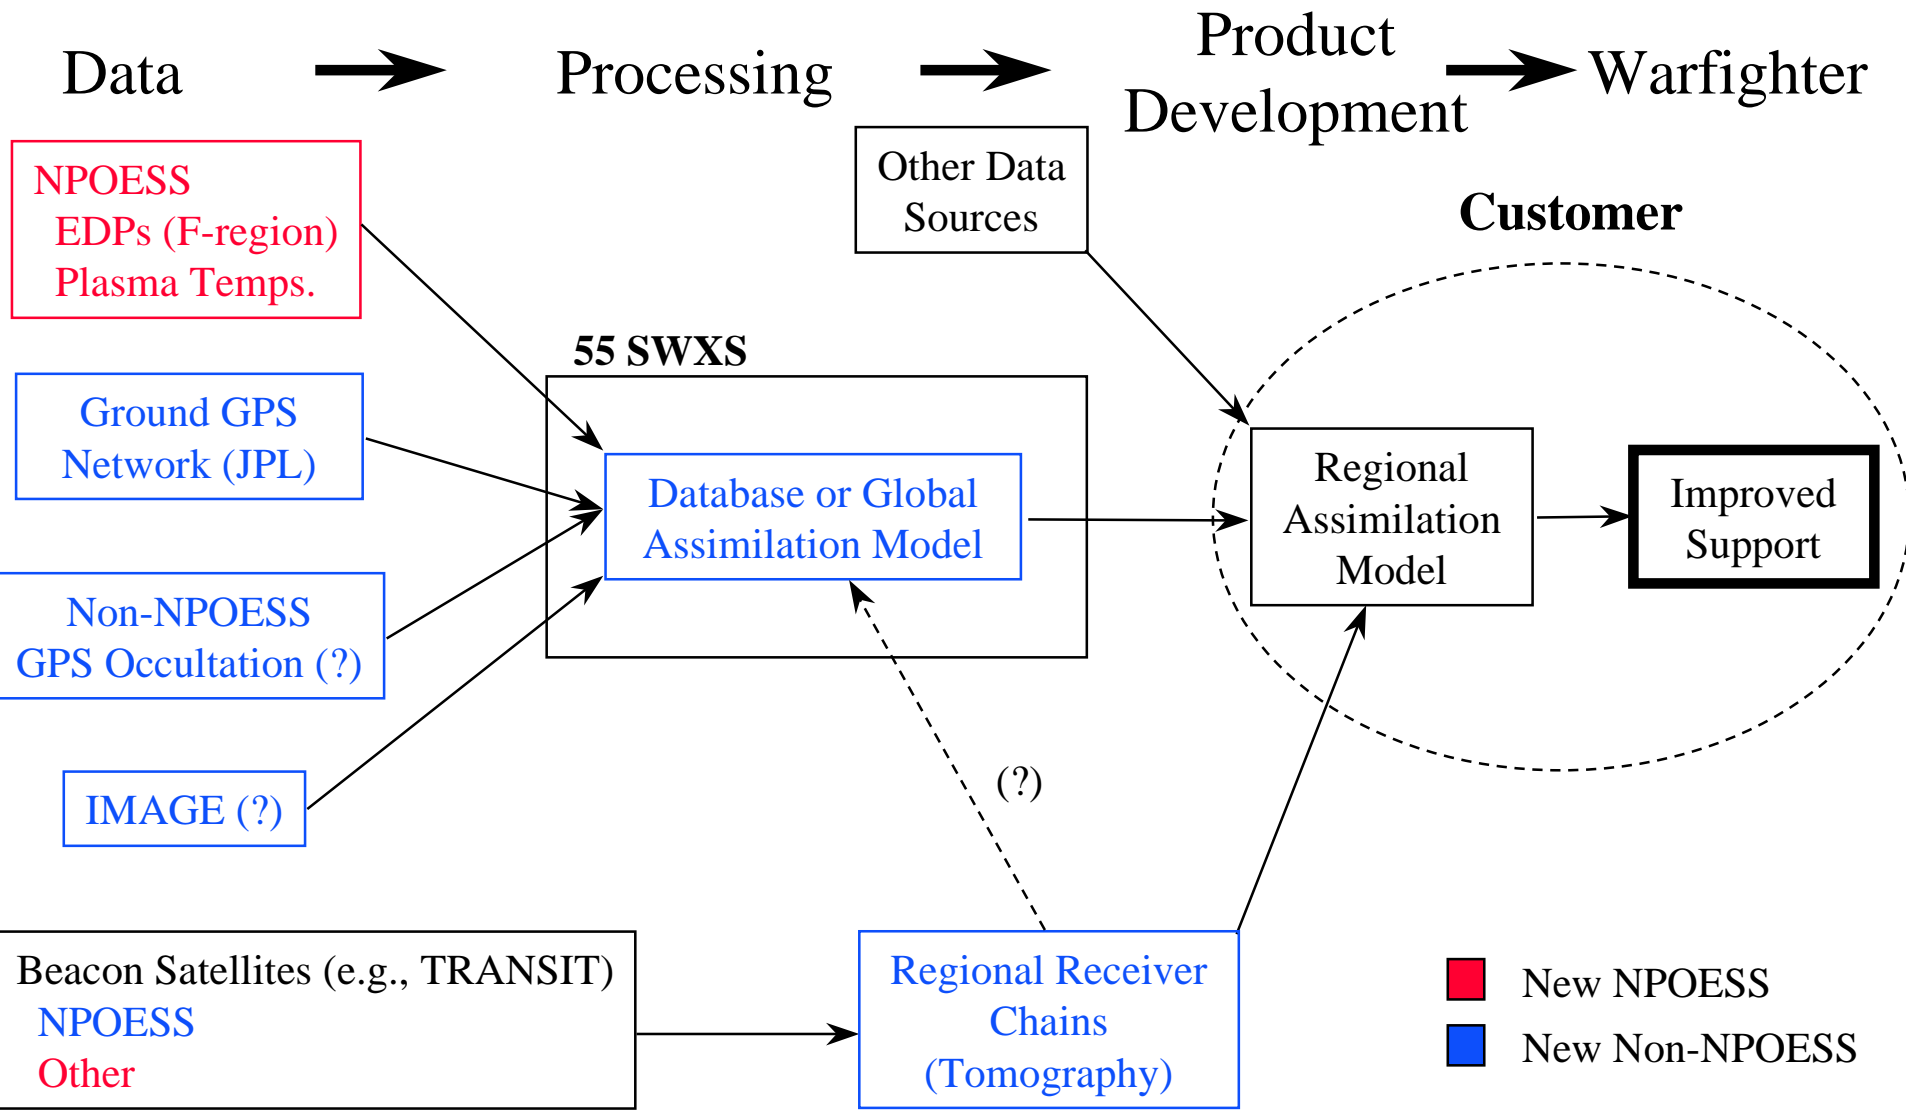 Data
Processing
Product
Development
Warfighter
NPOESS
EDPs (F-region)
Plasma Temps.
Other Data
Sources
Customer
55 SWXS
Ground GPS
Network (JPL)
Database or Global
Assimilation Model
Regional
Assimilation
Model
Improved
Support
Non-NPOESS
GPS Occultation (?)
IMAGE (?)
(?)
Beacon Satellites (e.g., TRANSIT)
NPOESS
Other
Regional Receiver
Chains
(Tomography)
New NPOESS
New Non-NPOESS